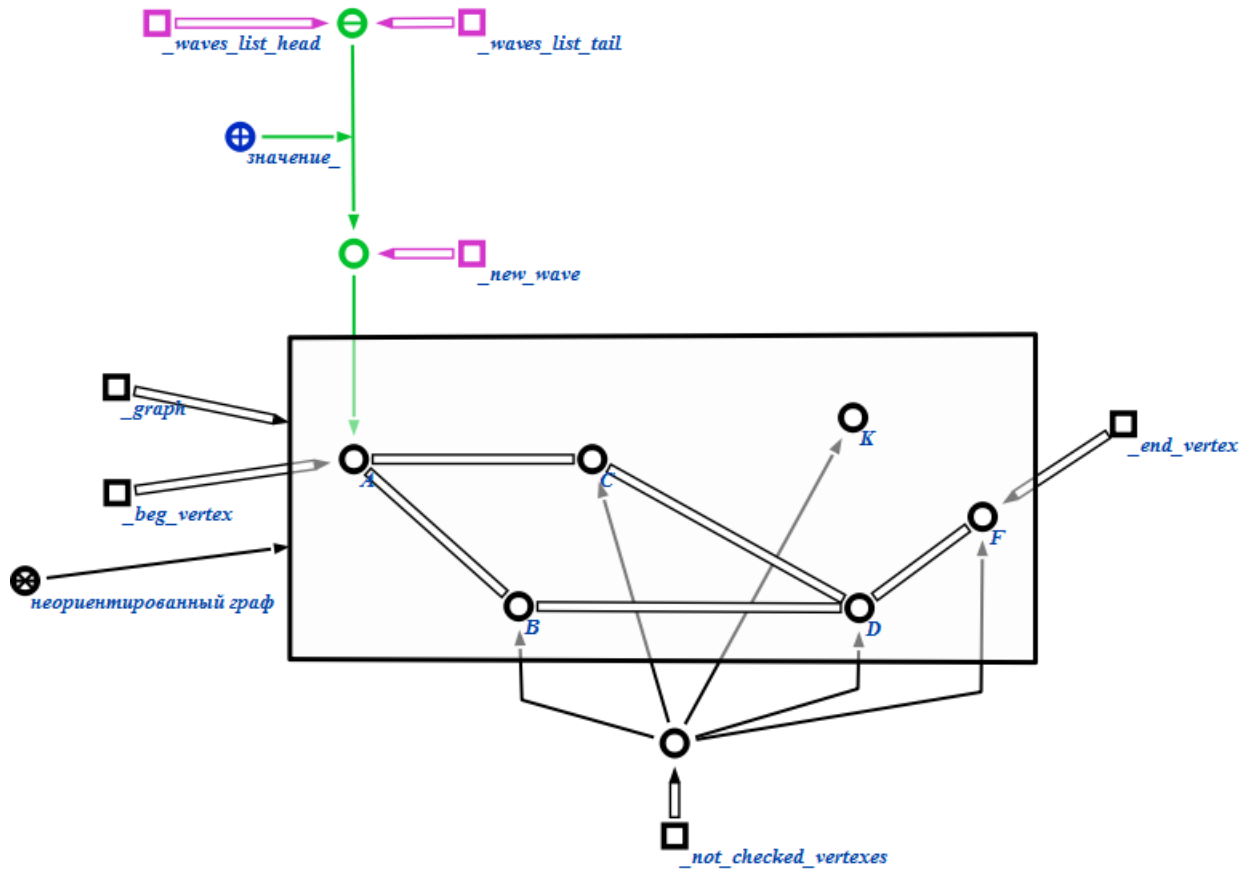 _waves_list_head
_waves_list_tail
значение_
_new_wave
_graph
K
_end_vertex
A
C
_beg_vertex
F
неориентированный граф
B
D
_not_checked_vertexes